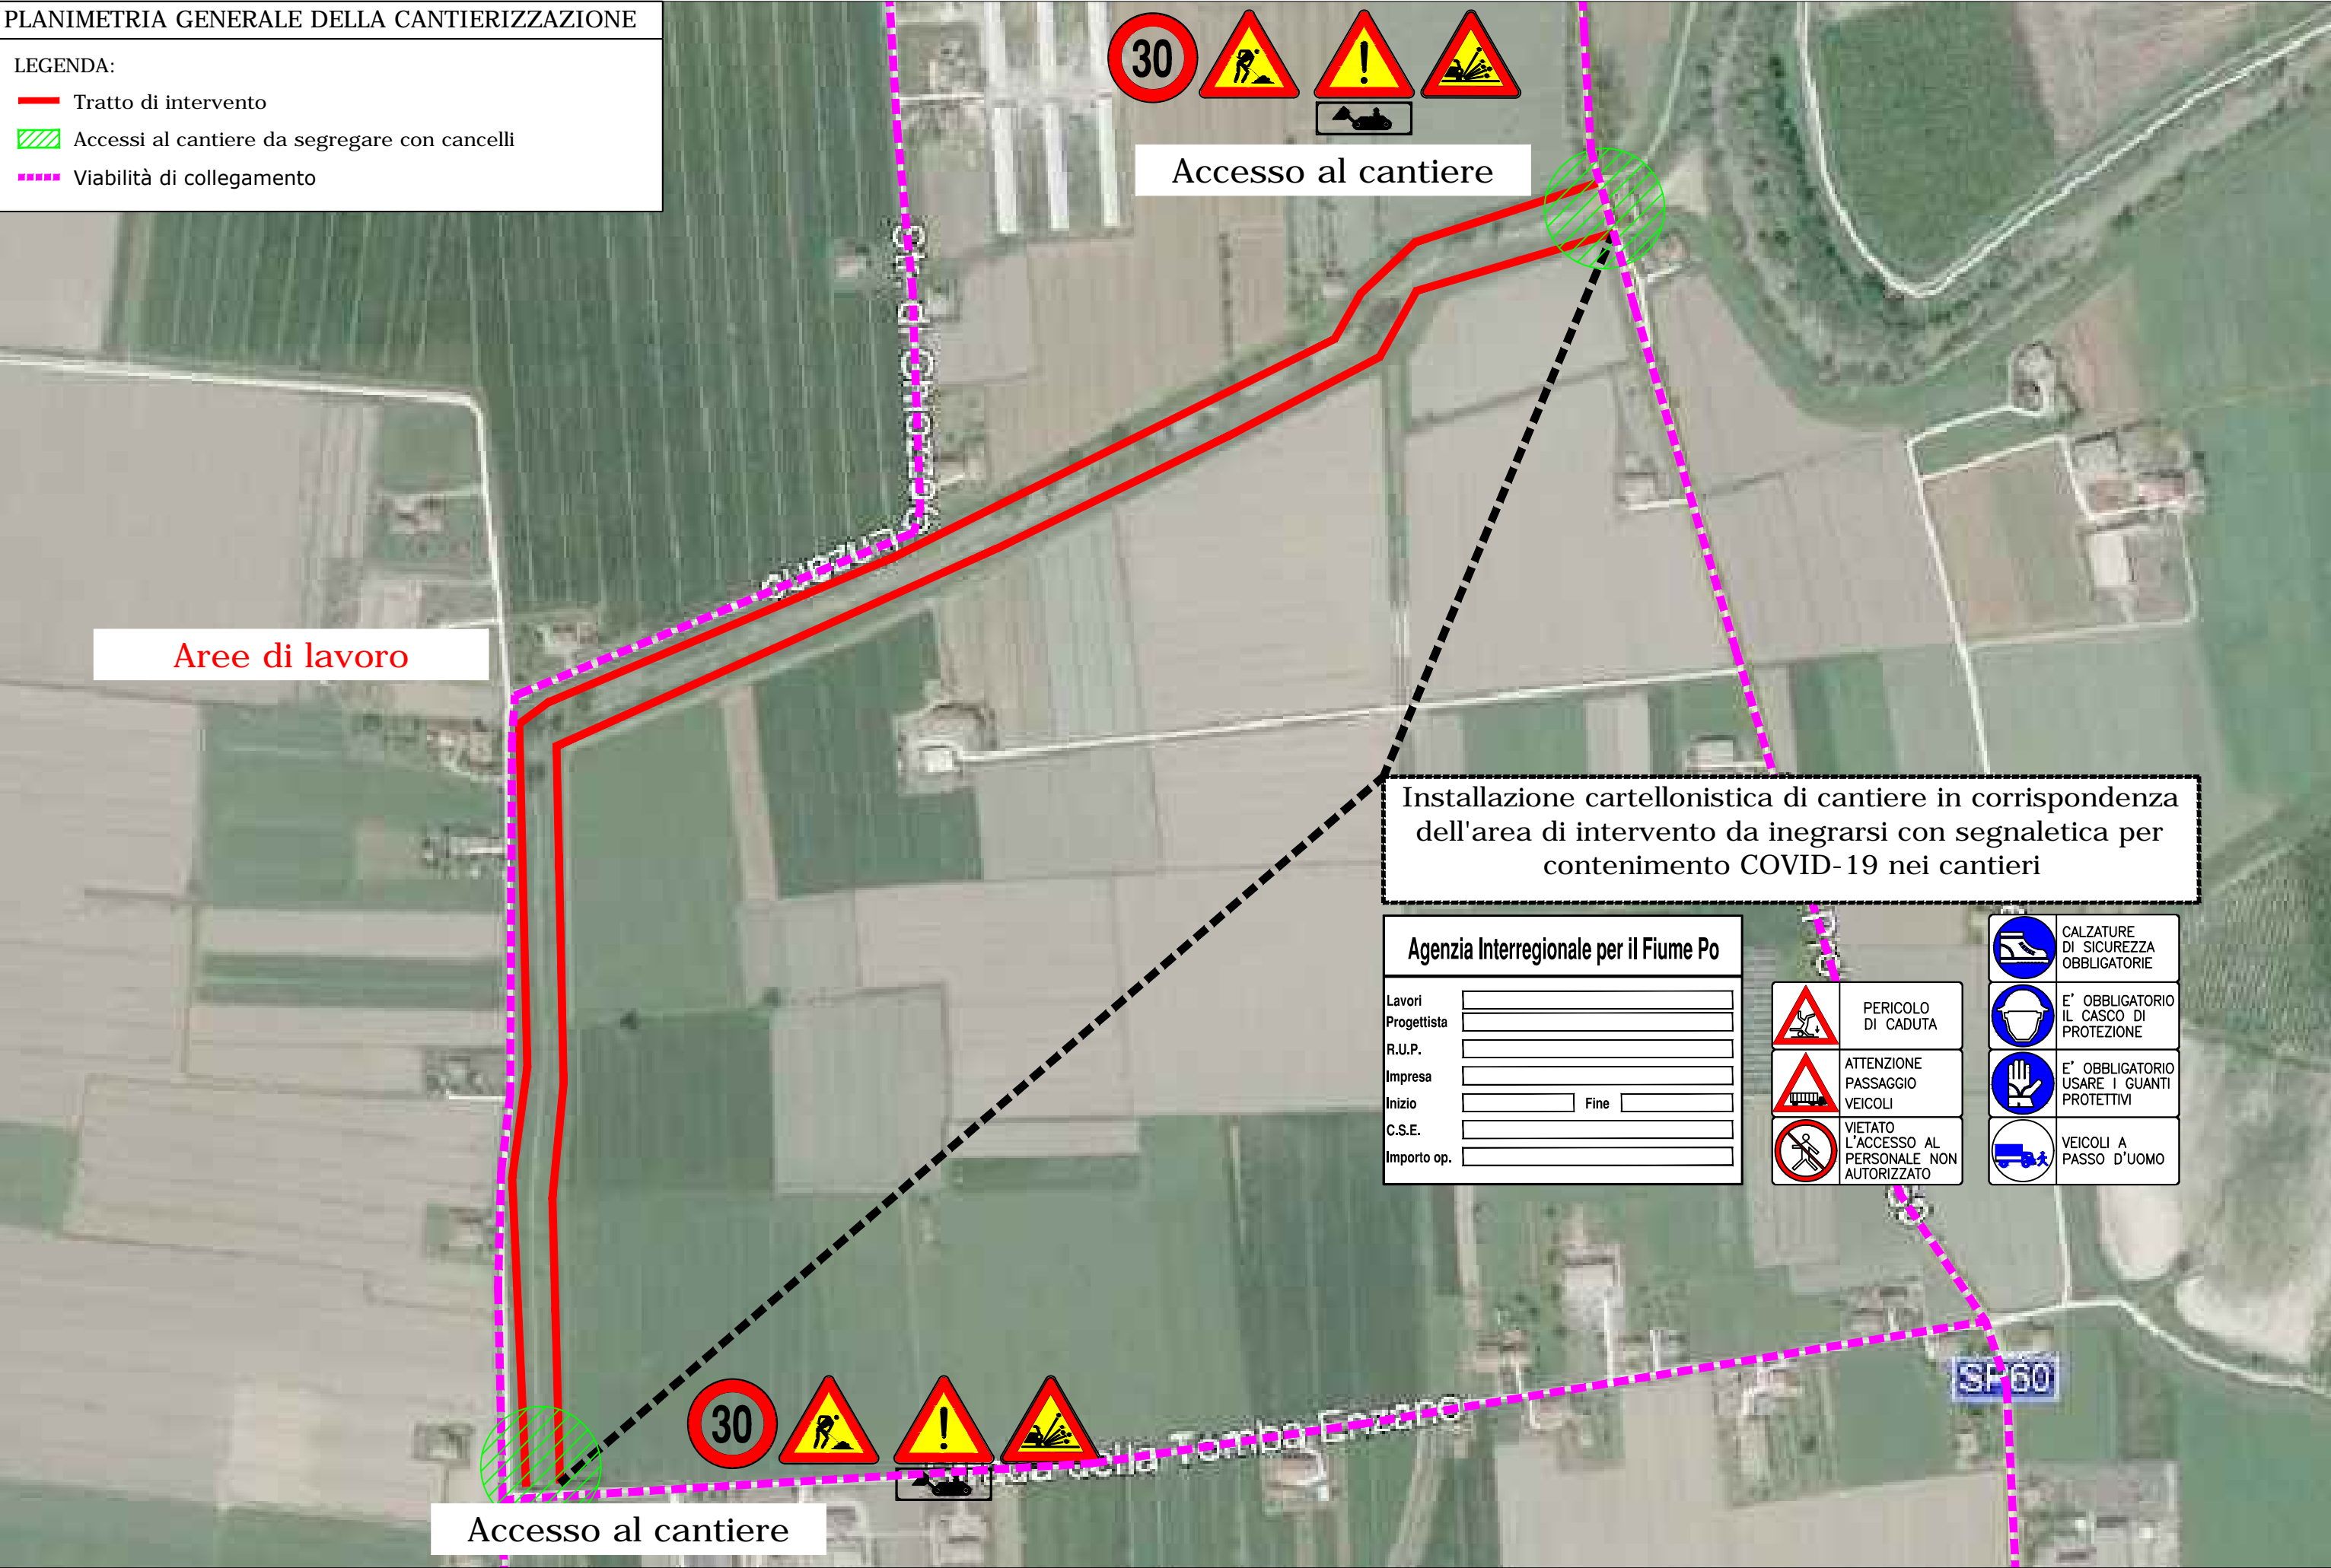 PLANIMETRIA GENERALE DELLA CANTIERIZZAZIONE
LEGENDA:
Tratto di intervento
Accessi al cantiere da segregare con cancelli
Viabilità di collegamento
30
Accesso al cantiere
Aree di lavoro
Installazione cartellonistica di cantiere in corrispondenza
dell'area di intervento da inegrarsi con segnaletica per
contenimento COVID-19 nei cantieri
Agenzia Interregionale per il Fiume Po
Lavori
Progettista
R.U.P.
Impresa
Inizio
Fine
C.S.E.
Importo op.
PERICOLO
DI CADUTA
ATTENZIONE
PASSAGGIO
VEICOLI
VIETATO
L'ACCESSO AL
PERSONALE NON
AUTORIZZATO
CALZATURE
DI SICUREZZA
OBBLIGATORIE
E' OBBLIGATORIO
IL CASCO DI
PROTEZIONE
E' OBBLIGATORIO
USARE I GUANTI
PROTETTIVI
VEICOLI A
PASSO D'UOMO
SP60
30
della Tomba
Accesso al cantiere